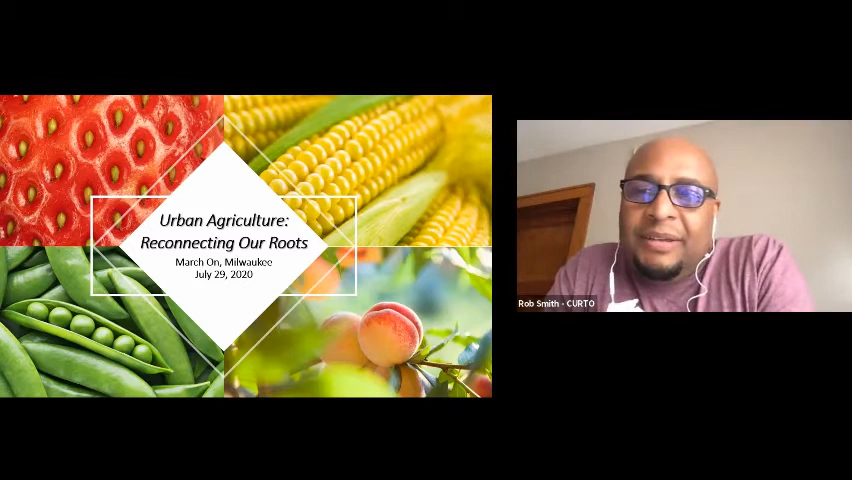 Urban Agriculture:
Reconnecting Our Roots
March On, Milwaukee
July 29, 2020
Rob Smith - CURTO